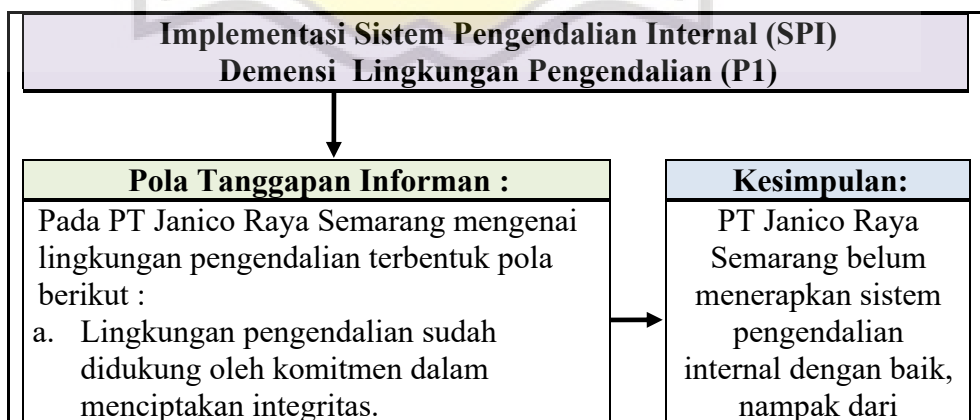 Implementasi Sistem Pengendalian Internal (SPI)
Demensi Lingkungan Pengendalian (P1)
Pola Tanggapan Informan :
Pada PT Janico Raya Semarang mengenai
lingkungan pengendalian terbentuk pola
berikut :
a. Lingkungan pengendalian sudah
didukung oleh komitmen dalam
menciptakan integritas.
Kesimpulan:
PT Janico Raya
Semarang belum
menerapkan sistem
pengendalian
internal dengan baik,
nampak dari